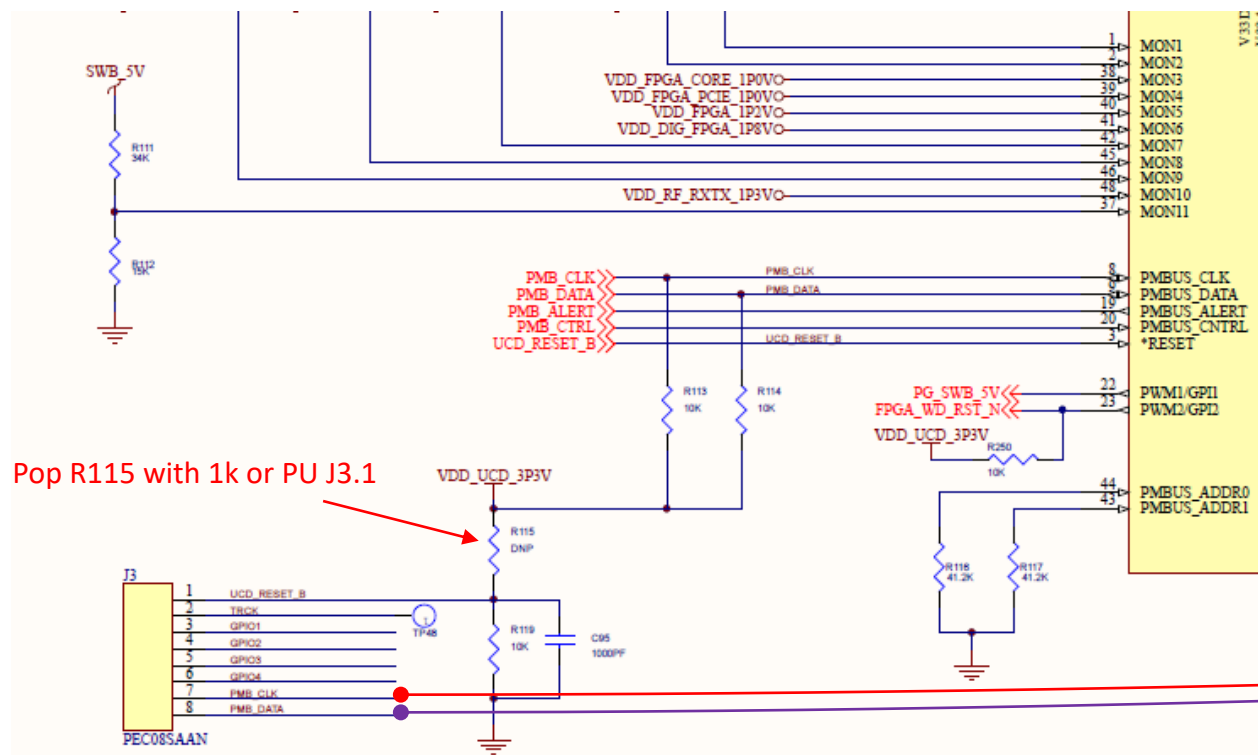 SWB_5V
R111
34K
R112
15K
VDD_FPGA_CORE_1P0V
VDD_FPGA_PCIE_1P0V
VDD_FPGA_1P2V
VDD_DIG_FPGA_1P8V
VDD_RF_RXTX_1P3V
1 MON1
2 MON2
38 MON3
39 MON4
40 MON5
41 MON6
42 MON7
45 MON8
46 MON9
48 MON10
37 MON11
PMB_CLK PMB_CLK 8 PMBUS_CLK
PMB_DATA PMB_DATA 9 PMBUS_DATA
PMB_ALERT 19 PMBUS_ALERT
PMB_CTRL 20 PMBUS_CNTRL
UCD_RESET_B UCD_RESET_B 3 *RESET
R113
10K
R114
10K
PG_SWB_5V 22 PWM1/GPI1
FPGA_WD_RST_N 23 PWM2/GPI2
VDD_UCD_3P3V
R250
10K
44 PMBUS_ADDR0
43 PMBUS_ADDR1
R116
41.2K
R117
41.2K
Pop R115 with 1k or PU J3.1
VDD_UCD_3P3V
R115
DNP
R119
10K
C95
1000PF
J3
1 UCD_RESET_B
2 TRCK
TP48
3 GPIO1
4 GPIO2
5 GPIO3
6 GPIO4
7 PMB_CLK
8 PMB_DATA
PEC08SAAN